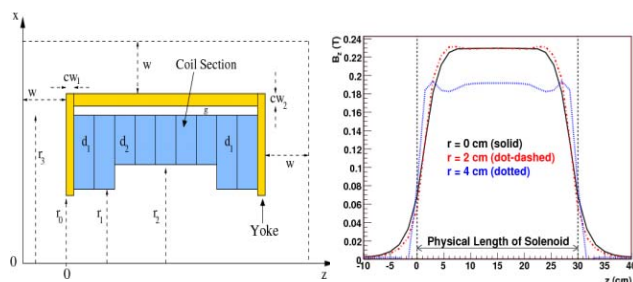 x
w
cw₁
w
Coil Section
cw₂
g
d₁
d₂
d₁
r₃
w
r₀
r₁
r₂
Yoke
0
0
z
B_z (T)
0.24
0.22
0.2
0.18
0.16
0.14
0.12
0.1
0.08
0.06
0.04
0.02
0
r = 0 cm (solid)
r = 2 cm (dot-dashed)
r = 4 cm (dotted)
Physical Length of Solenoid
-10 -5 0 5 10 15 20 25 30 35 40
z (cm)